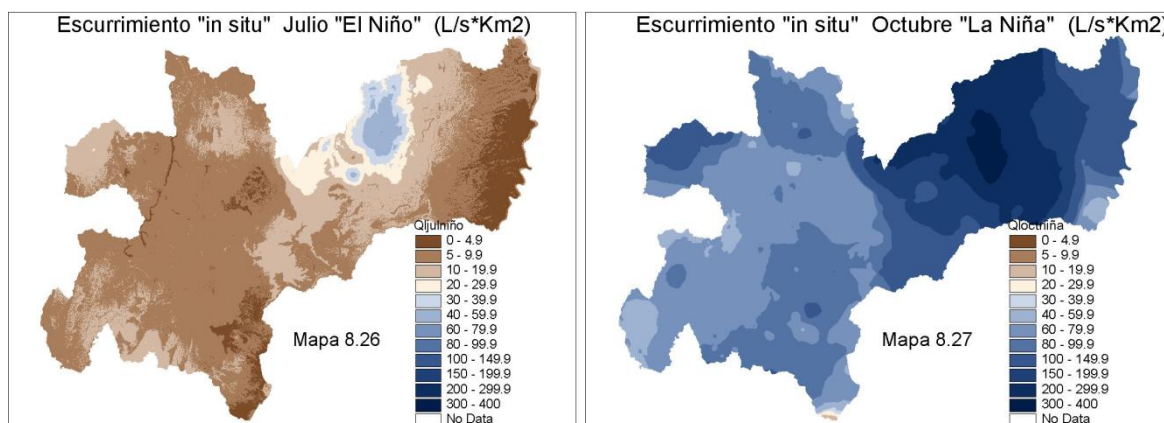 Escurrimiento "in situ" Julio "El Niño" (L/s*Km2)
Qljulniño
0 - 4.9
5 - 9.9
10 - 19.9
20 - 29.9
30 - 39.9
40 - 59.9
60 - 79.9
80 - 99.9
100 - 149.9
150 - 199.9
200 - 299.9
300 - 400
No Data
Mapa 8.26
Escurrimiento "in situ" Octubre "La Niña" (L/s*Km2)
Qloctniña
0 - 4.9
5 - 9.9
10 - 19.9
20 - 29.9
30 - 39.9
40 - 59.9
60 - 79.9
80 - 99.9
100 - 149.9
150 - 199.9
200 - 299.9
300 - 400
No Data
Mapa 8.27